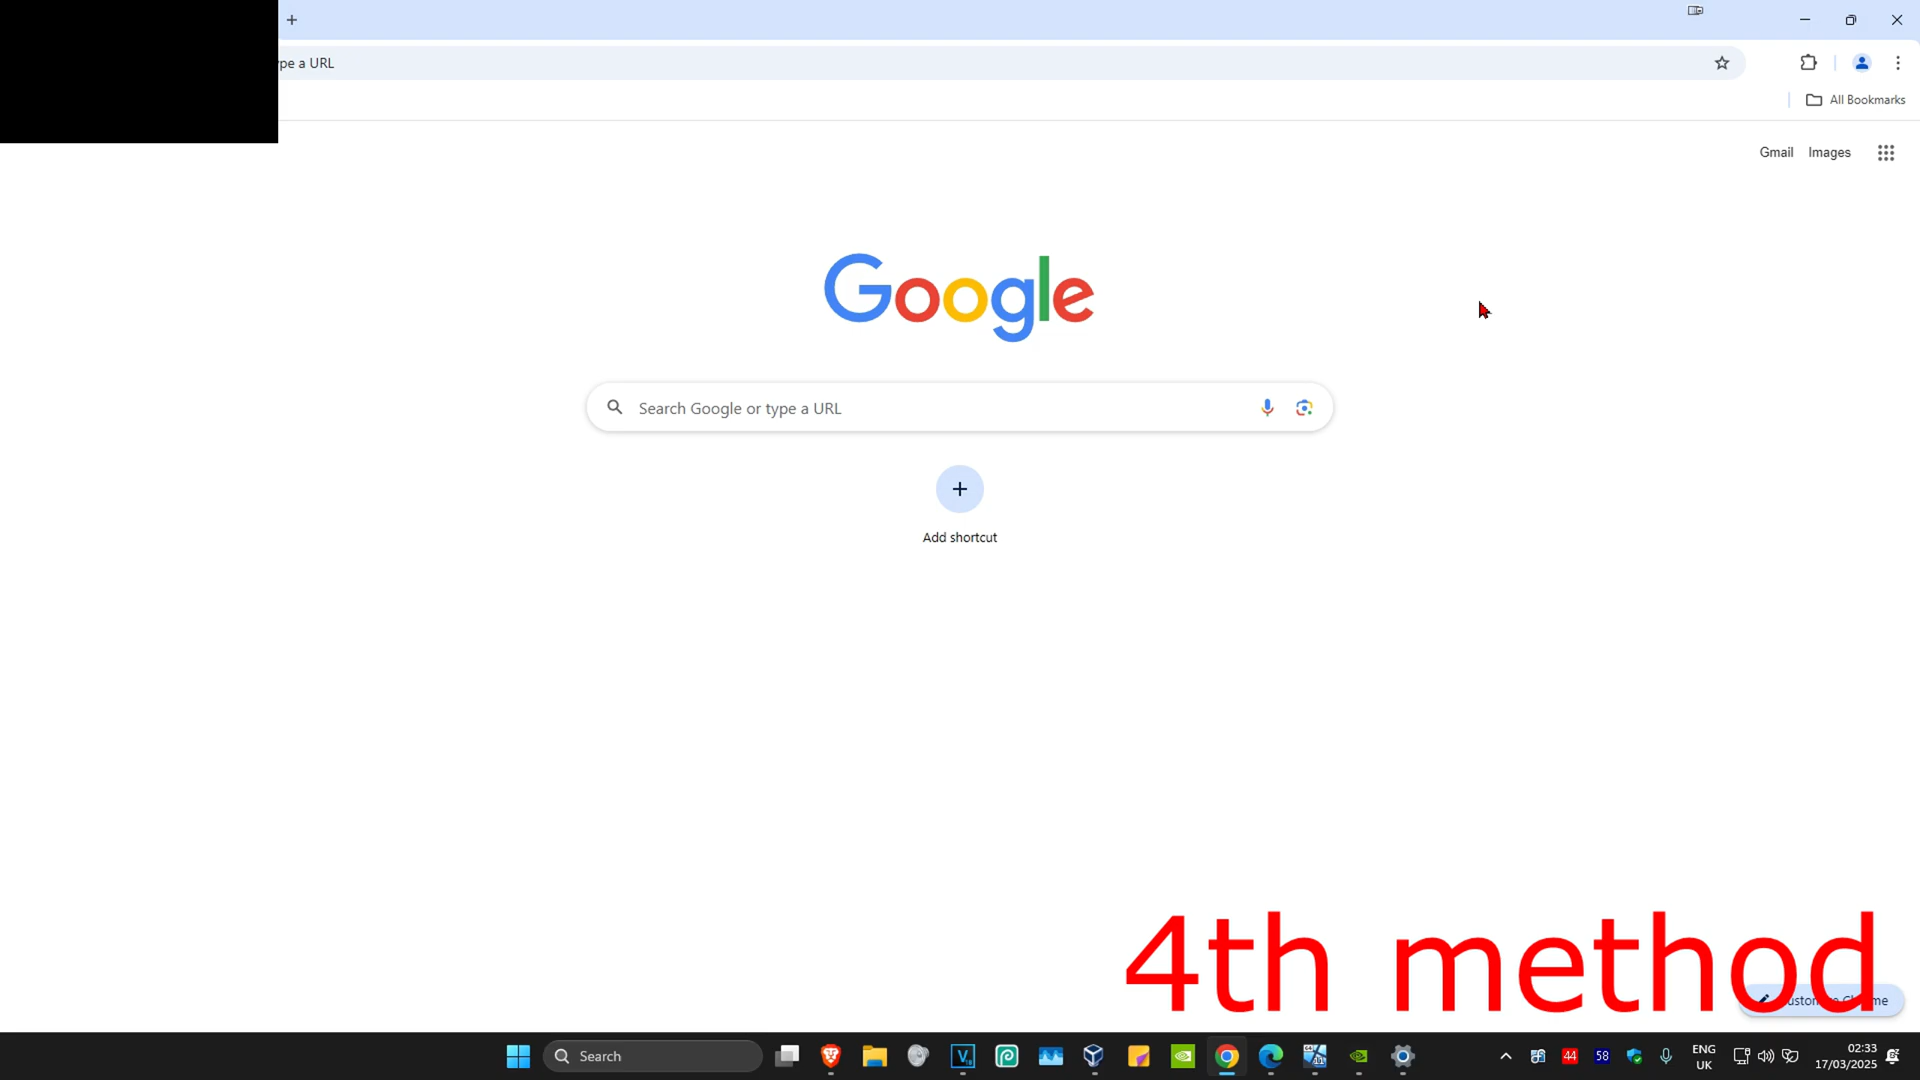 pe a URL
All Bookmarks
Gmail Images
Google
Search Google or type a URL
Add shortcut
4th method
Search
44
58
ENG
UK
02:33
17/03/2025